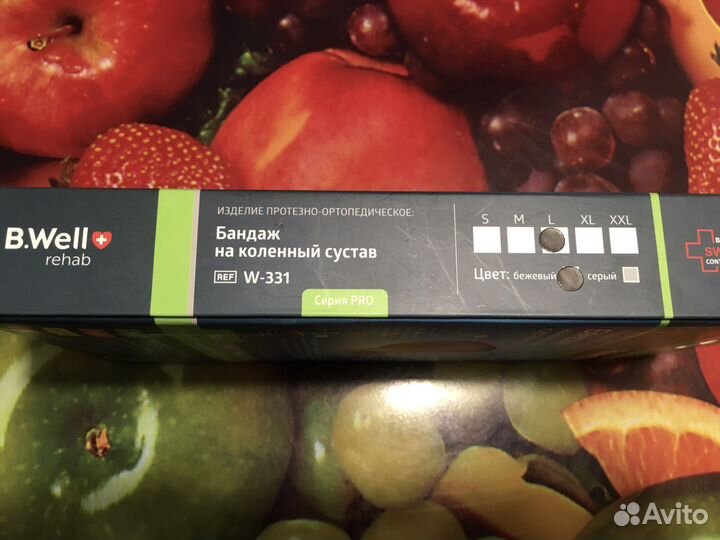 B.Well
rehab
ИЗДЕЛИЕ ПРОТЕЗНО-ОРТОПЕДИЧЕСКОЕ:
Бандаж
на коленный сустав
REF W-331
Серия PRO
S M L XL XXL
Цвет: бежевый серый
Avito